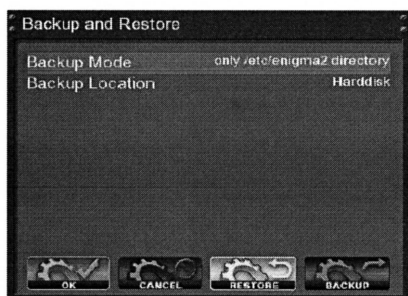 Backup and Restore
Backup Mode only /etc/enigma2 directory
Backup Location Harddisk
OK CANCEL RESTORE BACKUP